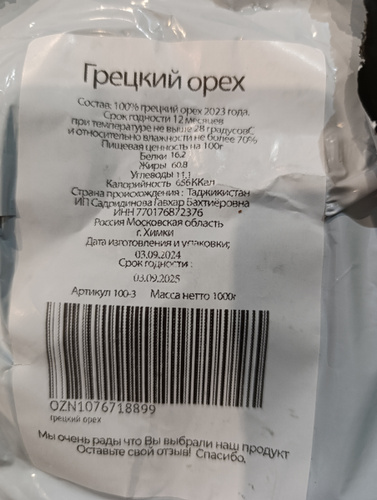 Грецкий орех
Состав: 100% грецкий орех 2023 года.
Срок годности 12 месяцев
при температуре не выше 28 градусовС
и относительно влажности не более 70%
Пищевая ценность на 100г
Белки 16.2
Жиры 60.8
Углеводы 11.1
Калорийность 656ККал
Страна происхождения : Таджикистан
ИП Садридинова Гавхар Бахтиёровна
ИНН 770176872376
Россия Московская область
г. Химки
Дата изготовления и упаковки;
03.09.2024
Срок годности :
03.09.2025
Артикул 100-3 Масса нетто 1000г
OZN1076718899
грецкий орех
Мы очень рады что Вы выбрали наш продукт
Оставьте свой отзыв! Спасибо.